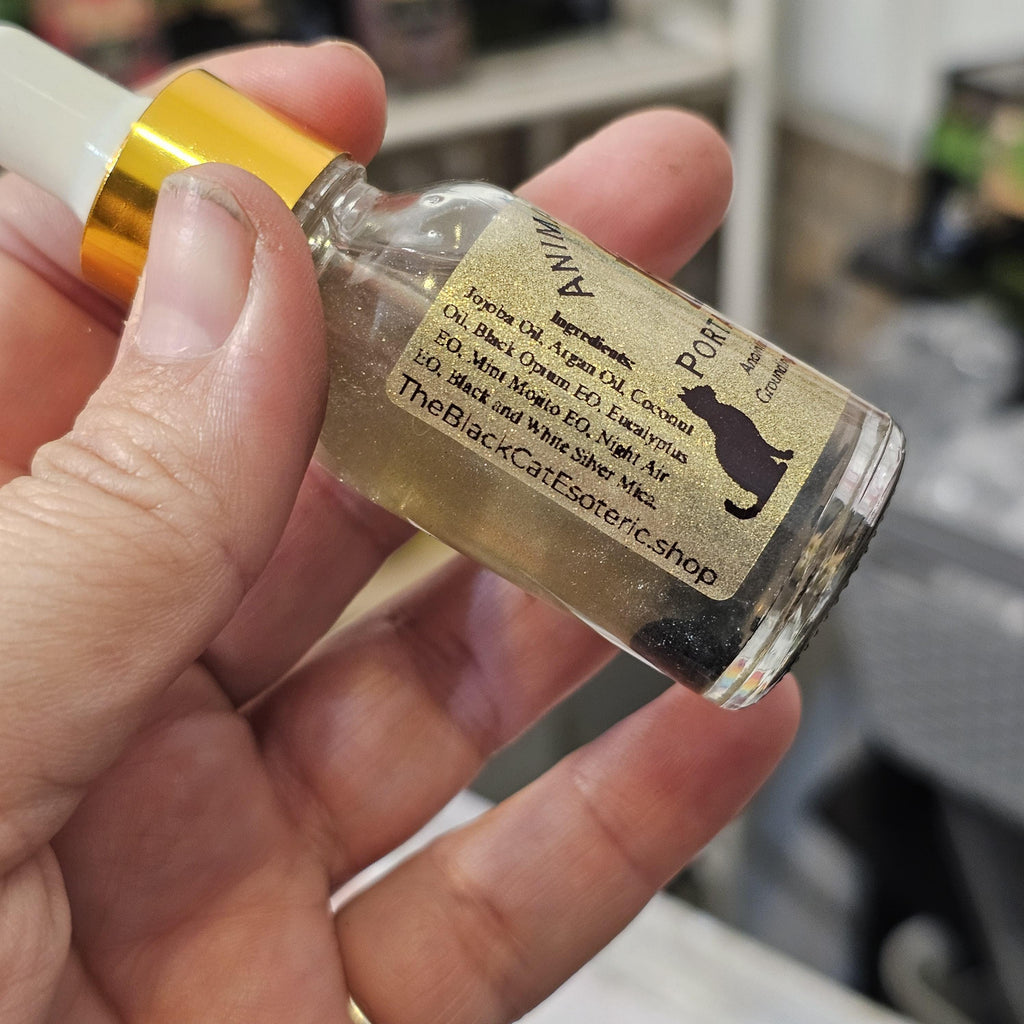 ANIM
PORT
Ingredients:
Jojoba Oil, Argan Oil, Coconut
Oil, Black Opium EO, Eucalyptus
EO, Mint Mojito EO, Night Air
EO, Black and White Silver Mica.
TheBlackCatEsoteric.shop